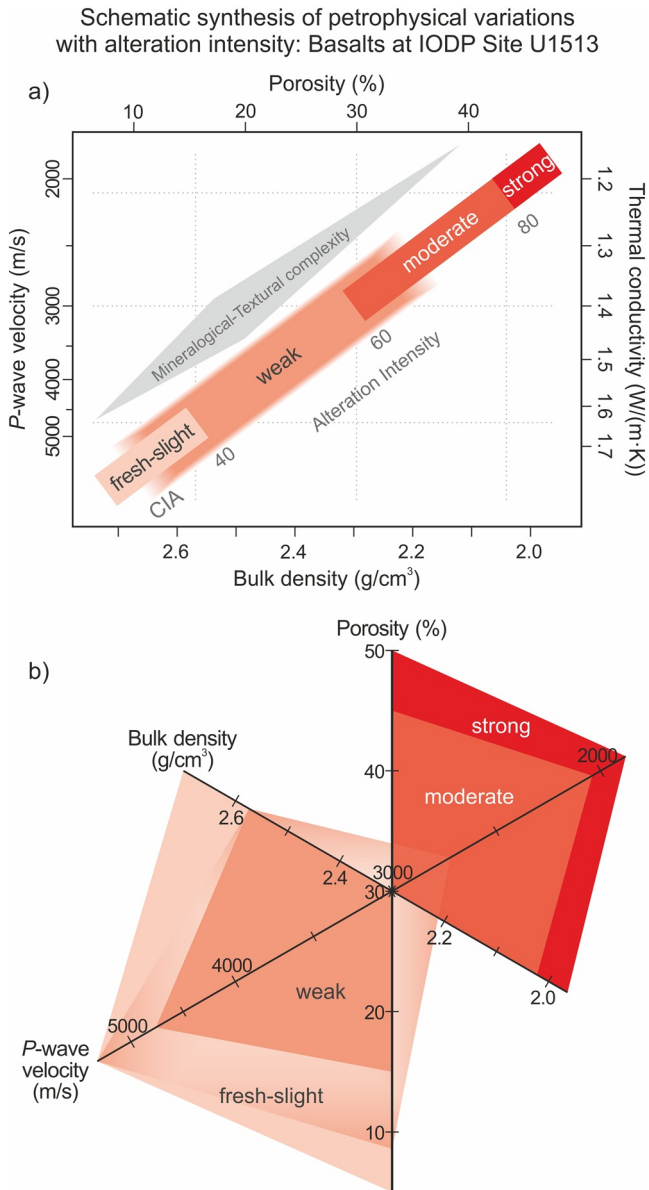 Schematic synthesis of petrophysical variations
with alteration intensity: Basalts at IODP Site U1513
a)
Porosity (%)
10 20 30 40
P-wave velocity (m/s)
2000
3000
4000
5000
Thermal conductivity (W/(m·K))
1.2
1.3
1.4
1.5
1.6
1.7
strong
80
moderate
Mineralogical-Textural complexity
60
weak
Alteration Intensity
fresh-slight
40
CIA
2.6 2.4 2.2 2.0
Bulk density (g/cm3)
b)
Porosity (%)
50
strong
Bulk density
(g/cm3)
2000
40
moderate
2.6
2.4
3000
30
2.2
4000
weak
2.0
20
5000
P-wave
velocity
(m/s)
fresh-slight
10